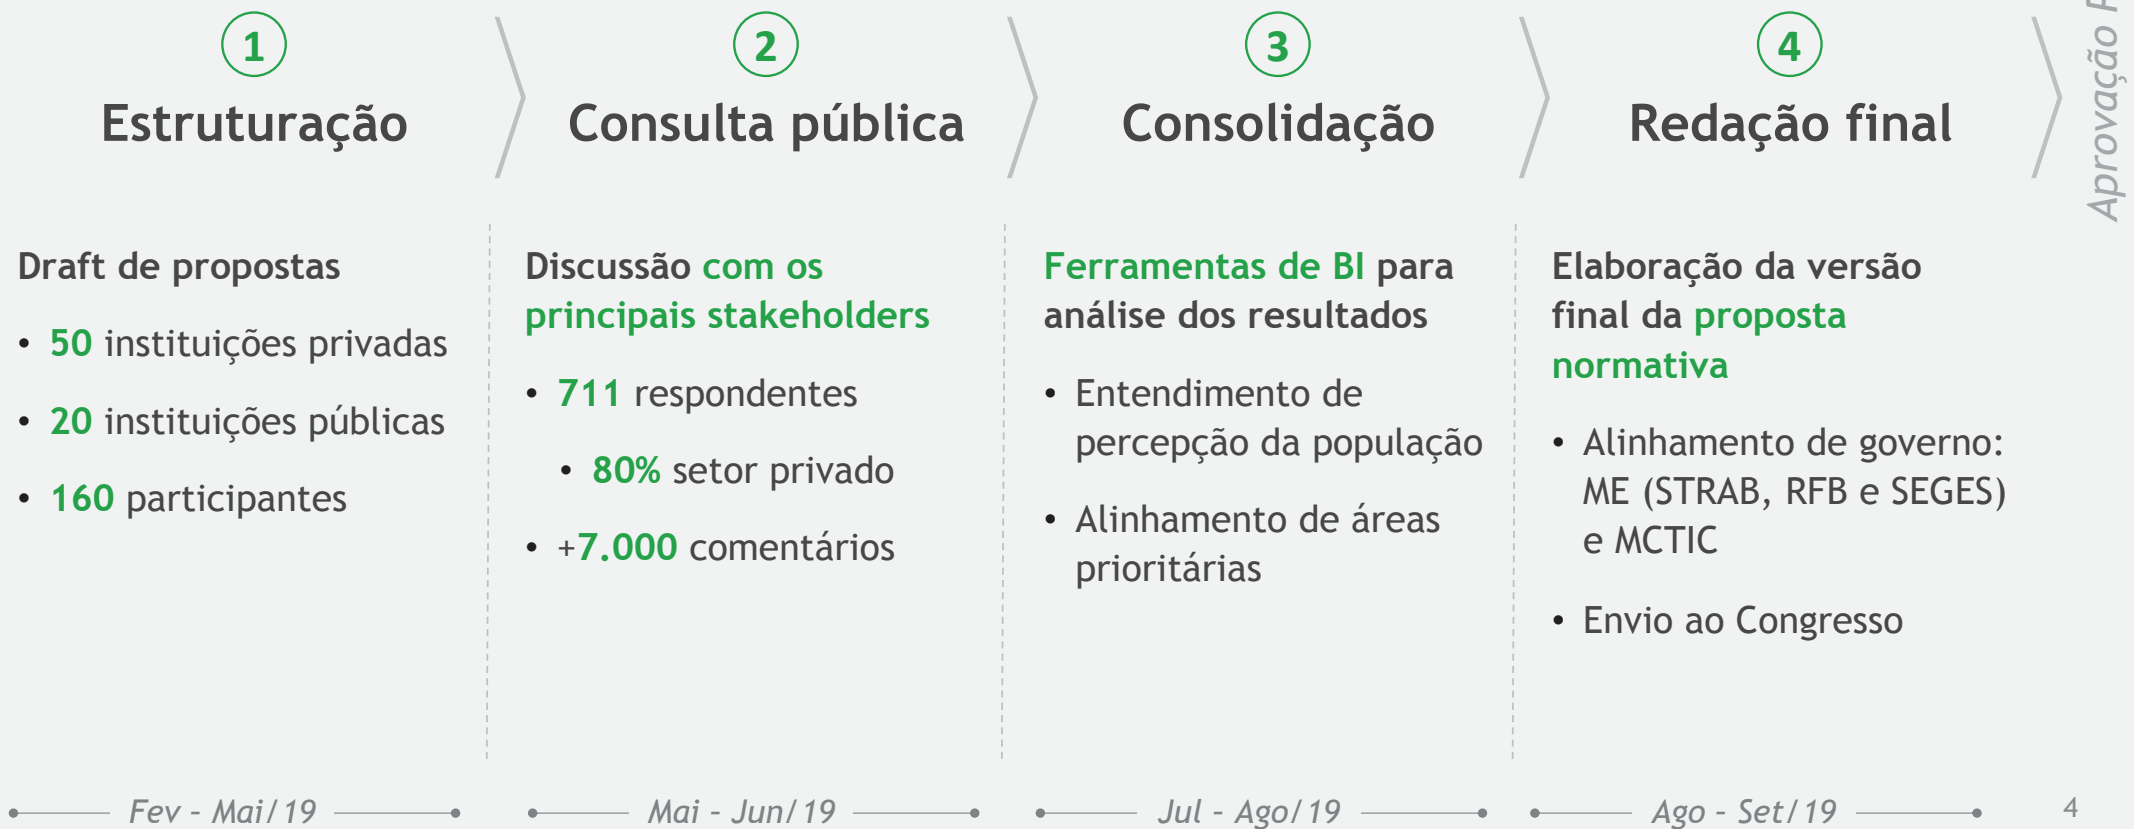 1
Estruturação
Draft de propostas
• 50 instituições privadas
• 20 instituições públicas
• 160 participantes
Fev – Mai/19
2
Consulta pública
Discussão com os
principais stakeholders
• 711 respondentes
• 80% setor privado
• +7.000 comentários
Mai – Jun/19
3
Consolidação
Ferramentas de BI para
análise dos resultados
• Entendimento de
percepção da população
• Alinhamento de áreas
prioritárias
Jul – Ago/19
4
Redação final
Elaboração da versão
final da proposta
normativa
• Alinhamento de governo:
ME (STRAB, RFB e SEGES)
e MCTIC
• Envio ao Congresso
Ago – Set/19
Aprovação
4